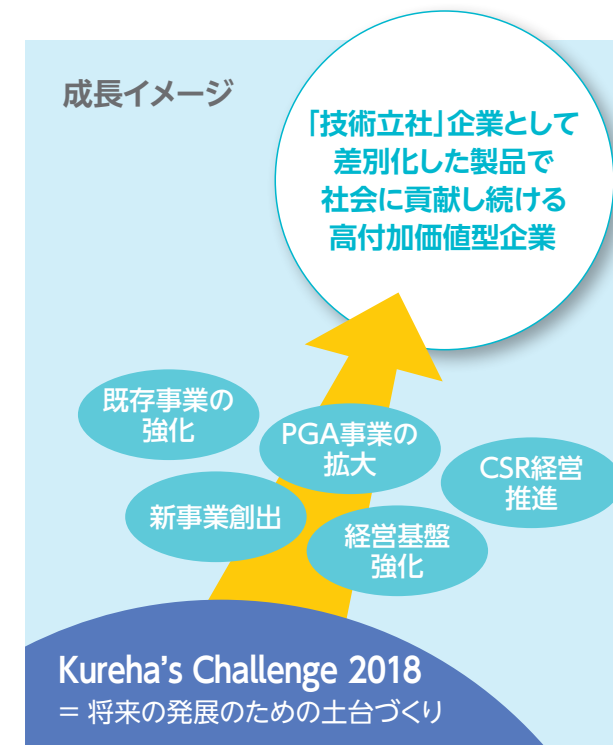 成長イメージ
「技術立社」企業として
差別化した製品で
社会に貢献し続ける
高付加価値型企業
既存事業の
強化
PGA事業の
拡大
CSR経営
推進
新事業創出
経営基盤
強化
Kureha’s Challenge 2018
＝ 将来の発展のための土台づくり